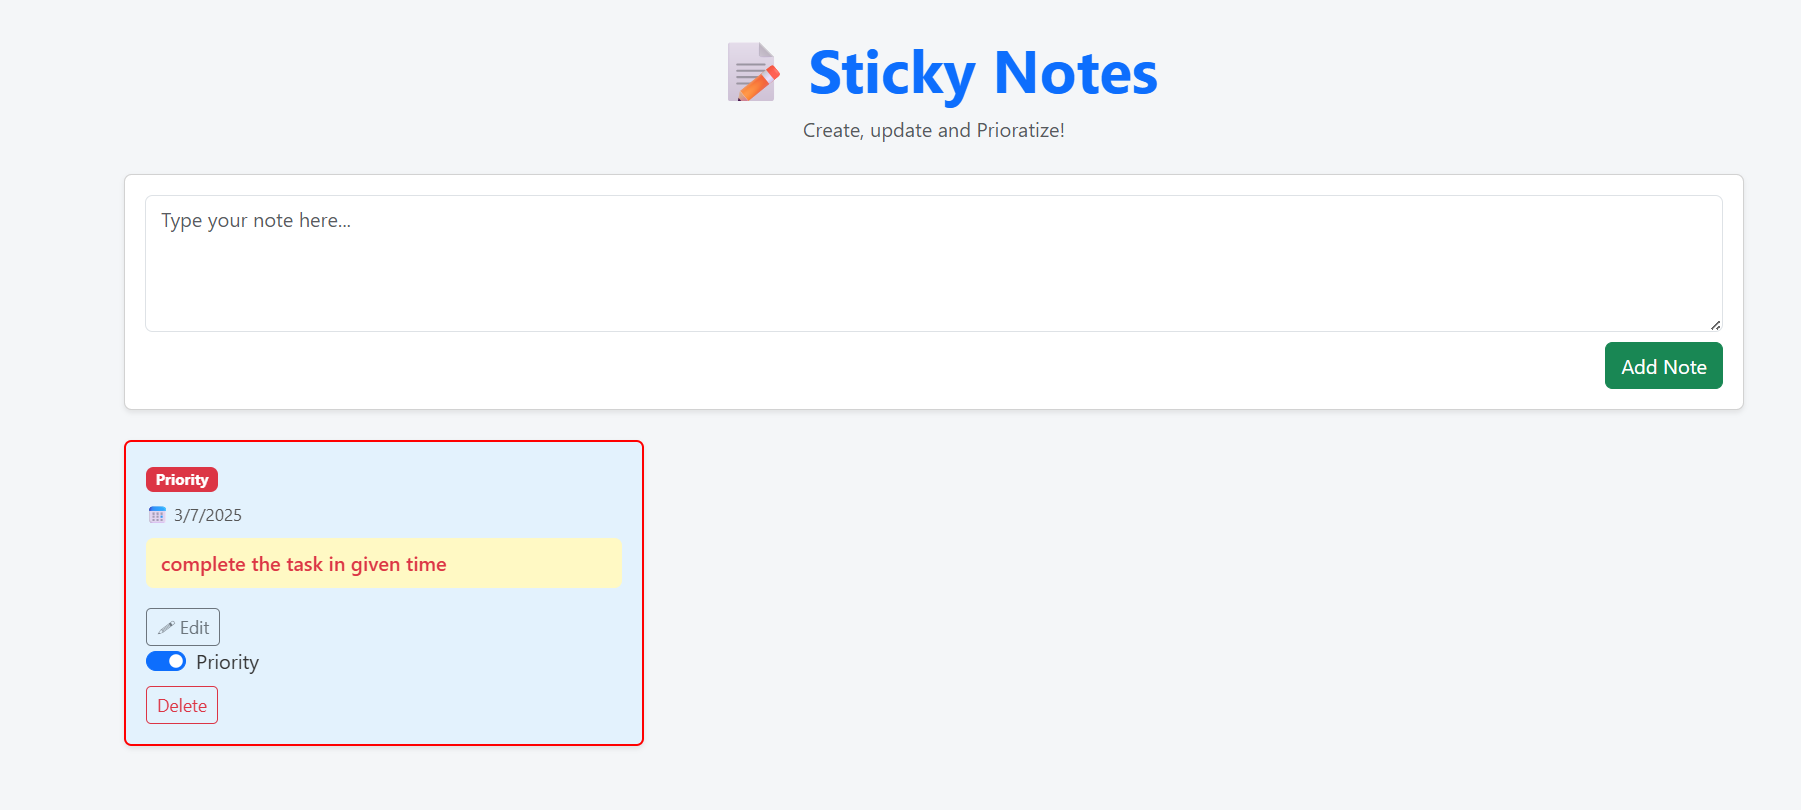 Sticky Notes
Create, update and Prioratize!
Type your note here...
Add Note
Priority
3/7/2025
complete the task in given time
Edit
Priority
Delete